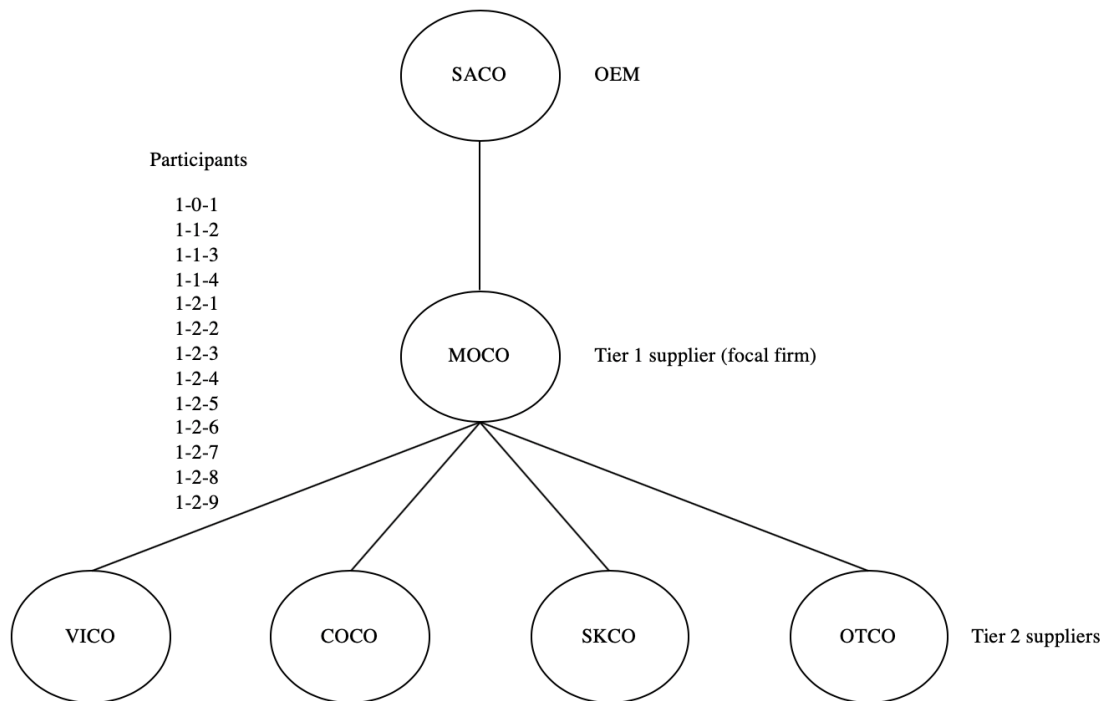 SACO
OEM
Participants
1-0-1
1-1-2
1-1-3
1-1-4
1-2-1
1-2-2
1-2-3
1-2-4
1-2-5
1-2-6
1-2-7
1-2-8
1-2-9
MOCO
Tier 1 supplier (focal firm)
VICO
COCO
SKCO
OTCO
Tier 2 suppliers